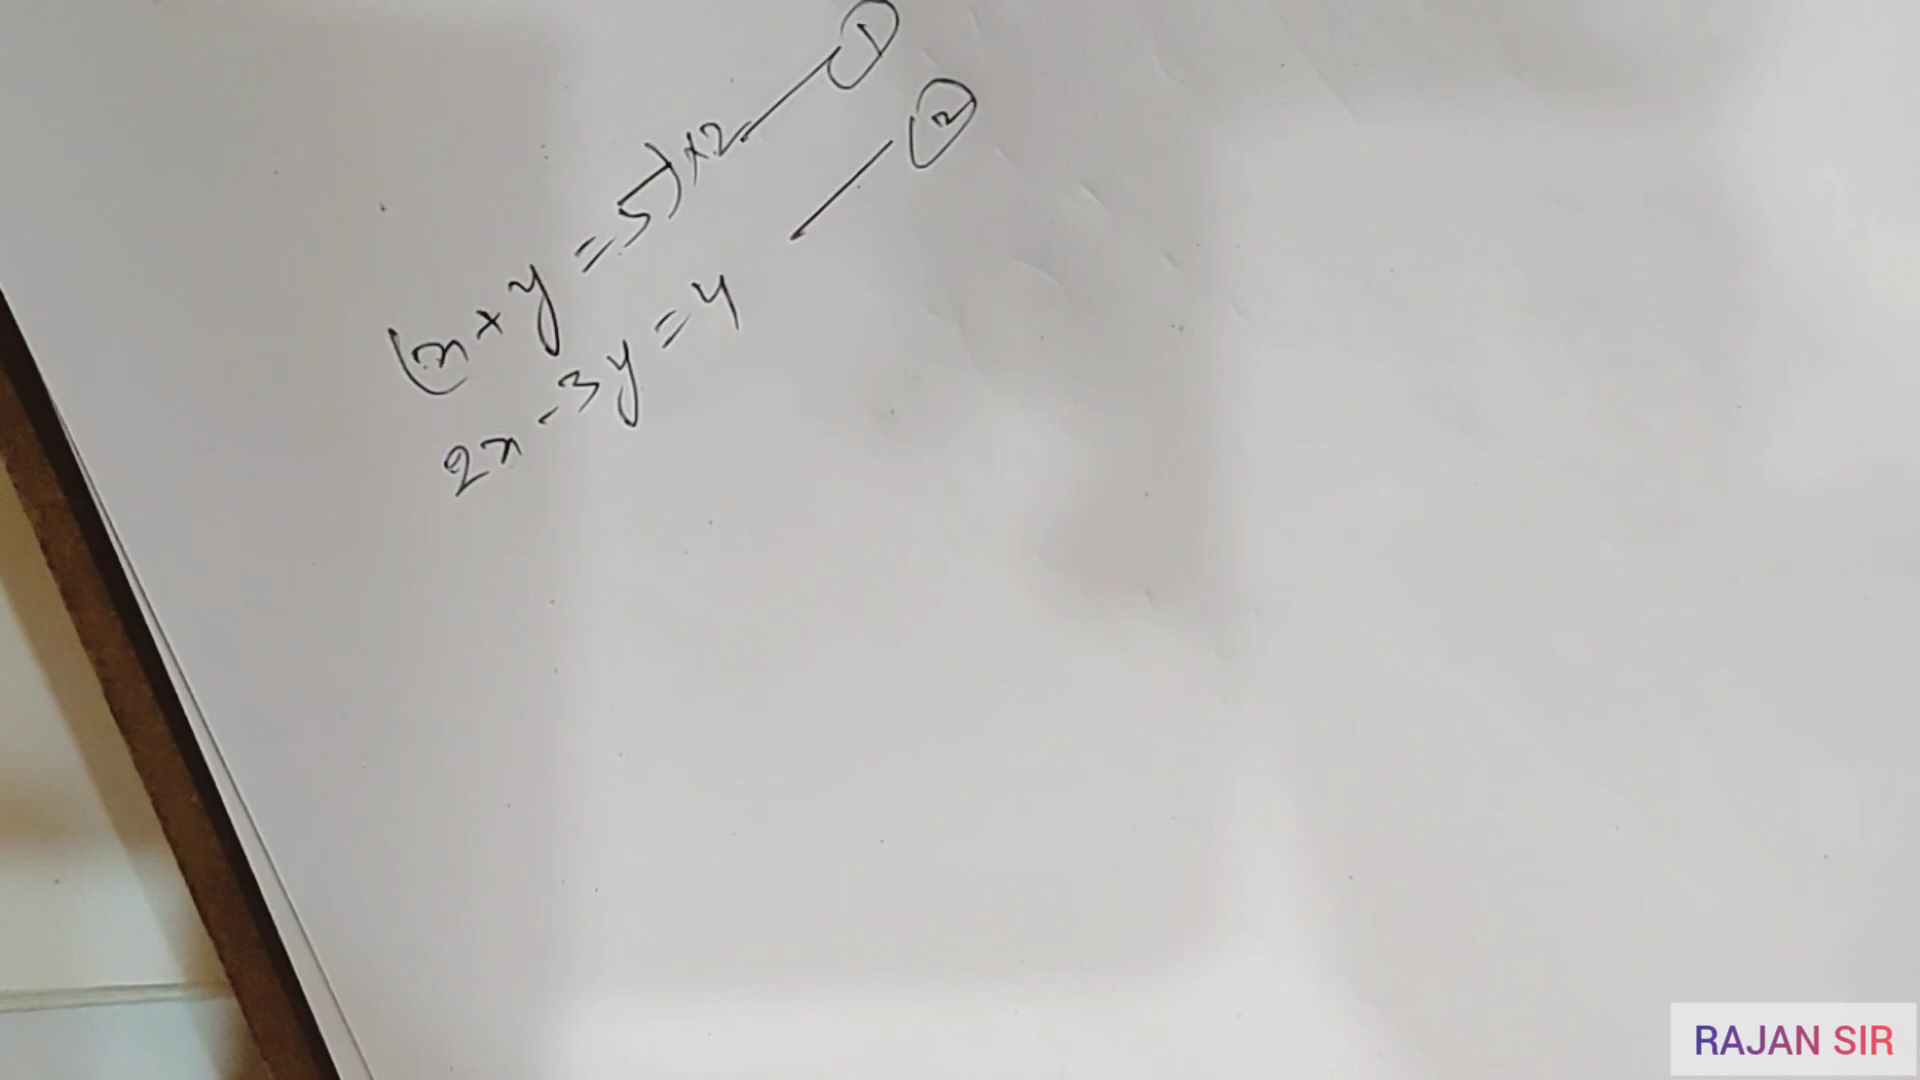 (x + y = 5) × 2 — ①
2x - 3y = 4 — ②
RAJAN SIR